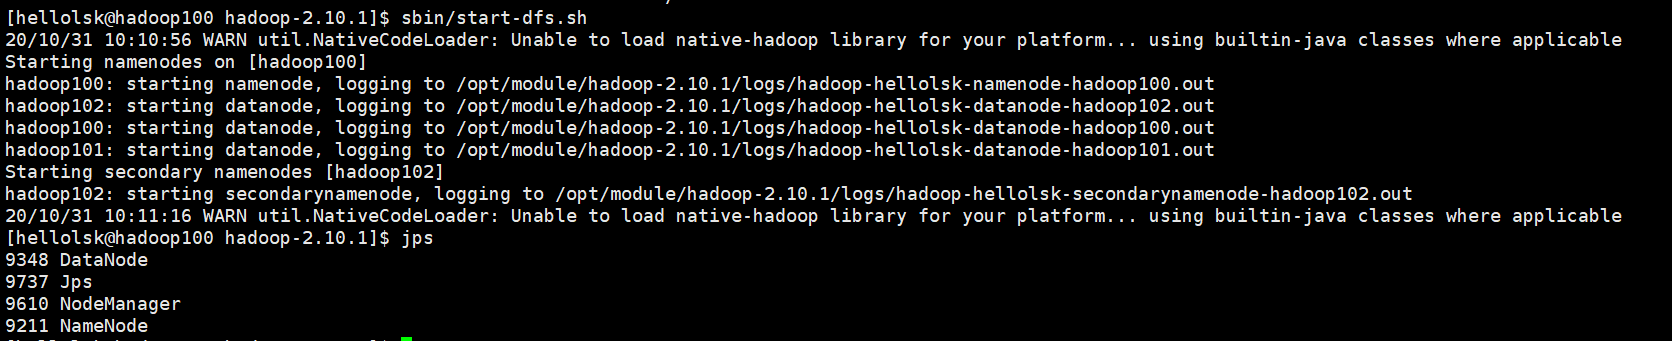 [hellolsk@hadoop100 hadoop-2.10.1]$ sbin/start-dfs.sh
20/10/31 10:10:56 WARN util.NativeCodeLoader: Unable to load native-hadoop library for your platform... using builtin-java classes where applicable
Starting namenodes on [hadoop100]
hadoop100: starting namenode, logging to /opt/module/hadoop-2.10.1/logs/hadoop-hellolsk-namenode-hadoop100.out
hadoop102: starting datanode, logging to /opt/module/hadoop-2.10.1/logs/hadoop-hellolsk-datanode-hadoop102.out
hadoop100: starting datanode, logging to /opt/module/hadoop-2.10.1/logs/hadoop-hellolsk-datanode-hadoop100.out
hadoop101: starting datanode, logging to /opt/module/hadoop-2.10.1/logs/hadoop-hellolsk-datanode-hadoop101.out
Starting secondary namenodes [hadoop102]
hadoop102: starting secondarynamenode, logging to /opt/module/hadoop-2.10.1/logs/hadoop-hellolsk-secondarynamenode-hadoop102.out
20/10/31 10:11:16 WARN util.NativeCodeLoader: Unable to load native-hadoop library for your platform... using builtin-java classes where applicable
[hellolsk@hadoop100 hadoop-2.10.1]$ jps
9348 DataNode
9737 Jps
9610 NodeManager
9211 NameNode